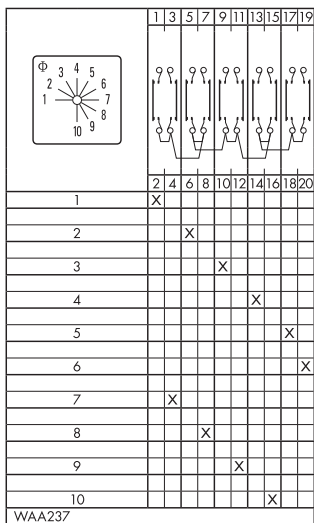 1 3 5 7 9 11 13 15 17 19
Φ
4
3 5
2 6
1 7
8
9
10
2 4 6 8 10 12 14 16 18 20
1 X
2 X
3 X
4 X
5 X
6 X
7 X
8 X
9 X
10 X
WAA237